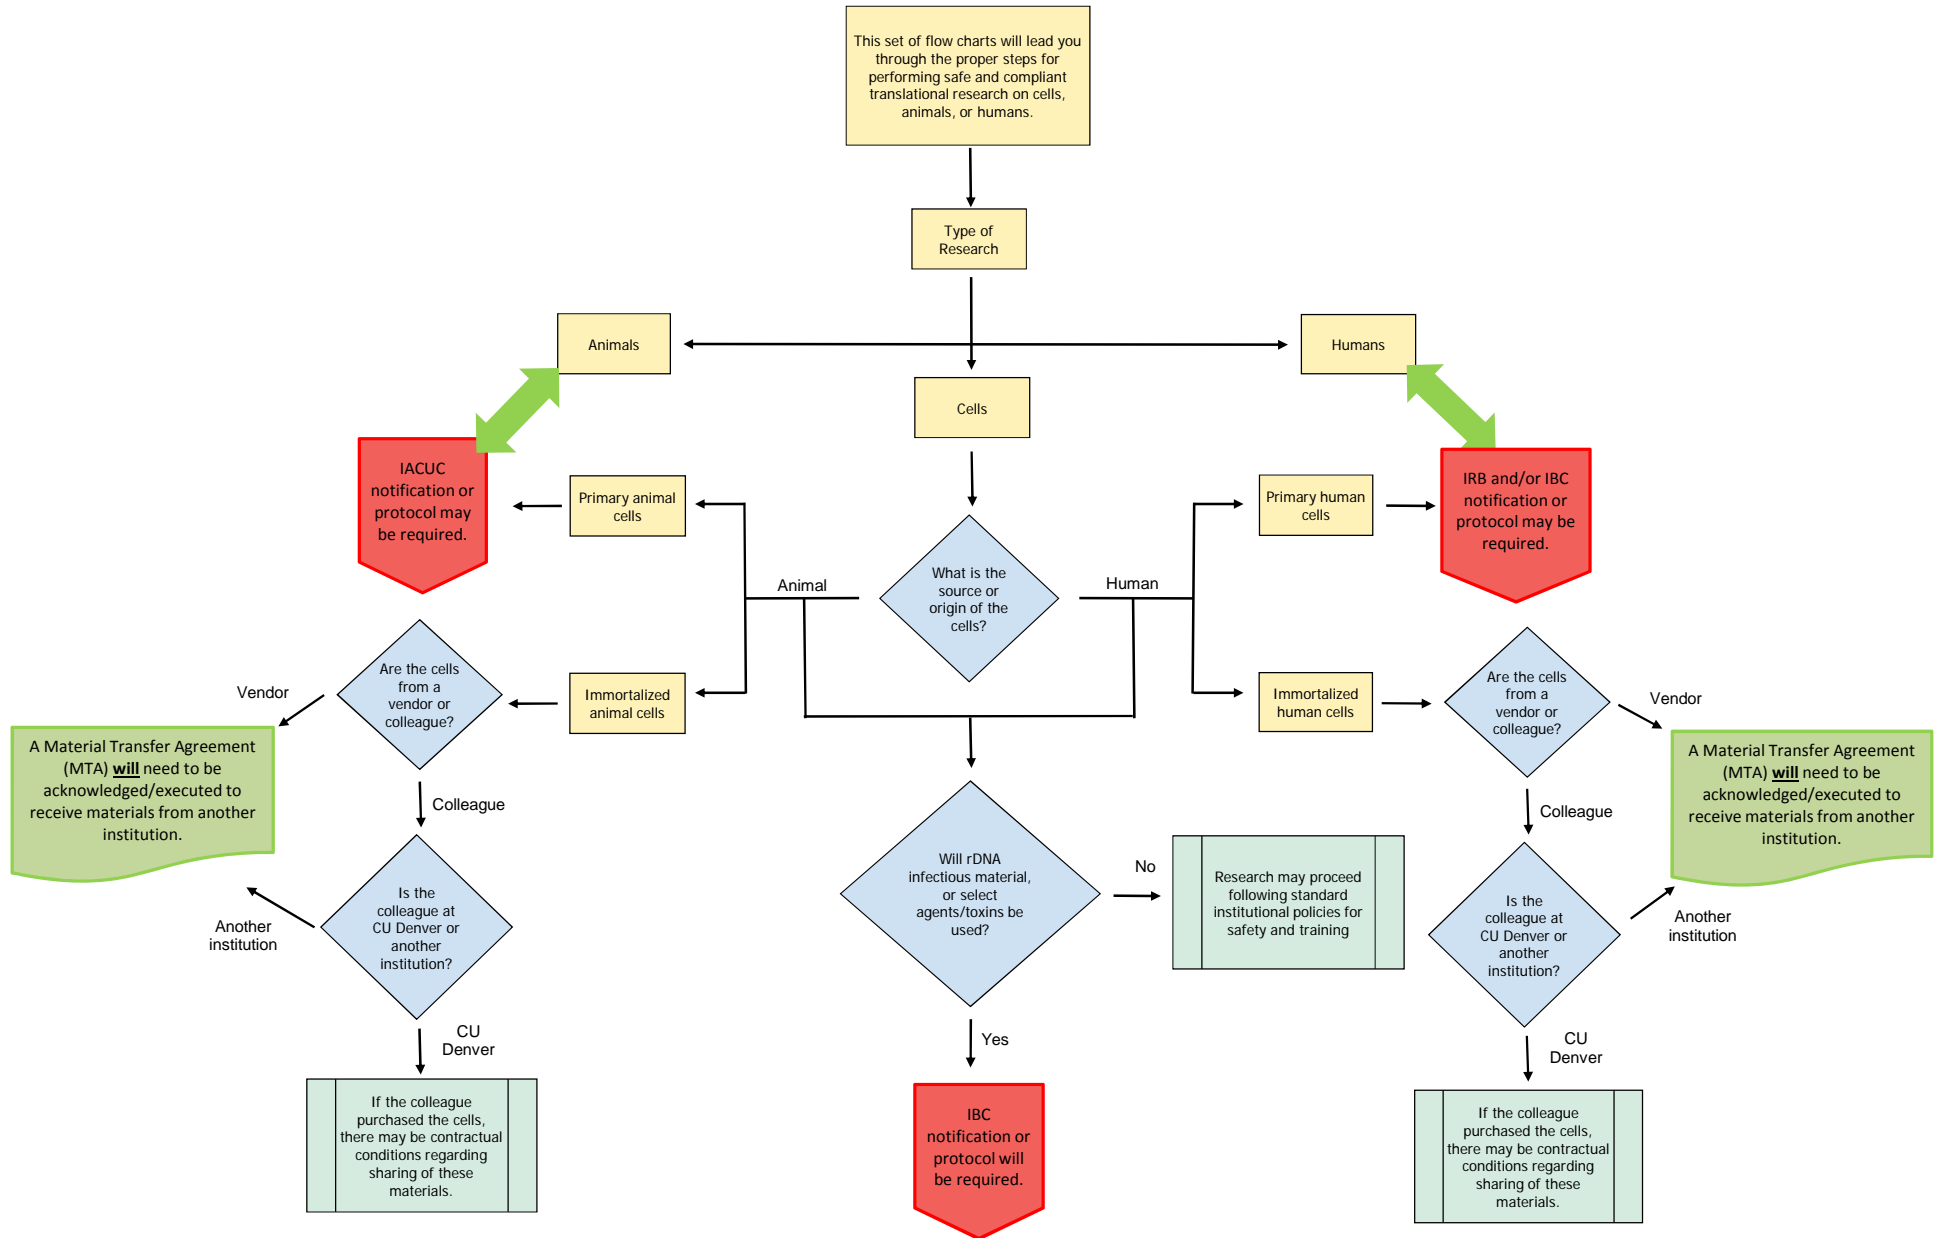 This set of flow charts will lead you
through the proper steps for
performing safe and compliant
translational research on cells,
animals, or humans.
Type of
Research
Animals
Humans
Cells
IACUC
notification or
protocol may
be required.
Primary animal
cells
Primary human
cells
IRB and/or IBC
notification or
protocol may be
required.
Animal
What is the
source or
origin of the
cells?
Human
Are the cells
from a
vendor or
colleague?
Vendor
Immortalized
animal cells
Immortalized
human cells
Are the cells
from a
vendor or
colleague?
Vendor
A Material Transfer Agreement
(MTA) will need to be
acknowledged/executed to
receive materials from another
institution.
A Material Transfer Agreement
(MTA) will need to be
acknowledged/executed to
receive materials from another
institution.
Colleague
Colleague
Is the
colleague at
CU Denver or
another
institution?
Another
institution
Will rDNA
infectious material,
or select
agents/toxins be
used?
No
Research may proceed
following standard
institutional policies for
safety and training
Is the
colleague at
CU Denver or
another
institution?
Another
institution
CU
Denver
Yes
CU
Denver
If the colleague
purchased the cells,
there may be contractual
conditions regarding
sharing of these
materials.
IBC
notification or
protocol will
be required.
If the colleague
purchased the cells,
there may be contractual
conditions regarding
sharing of these
materials.